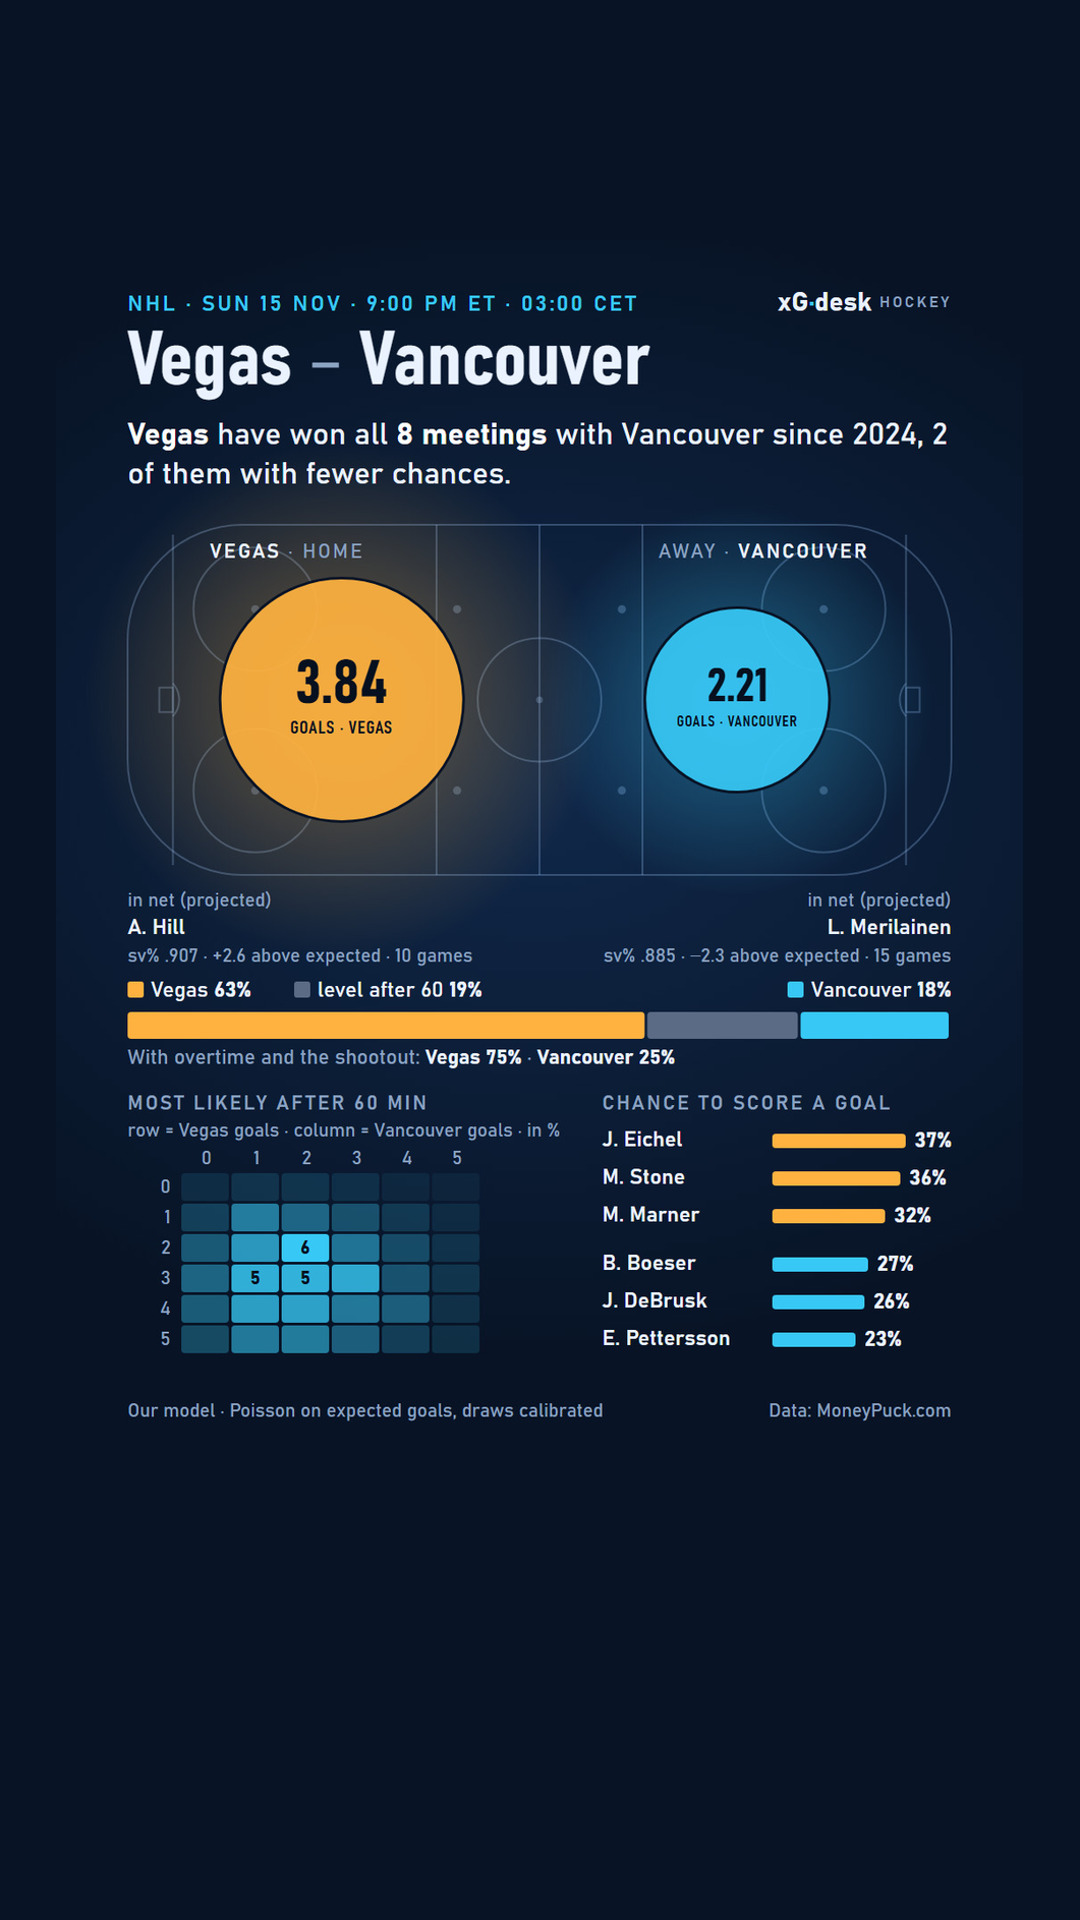 NHL · SUN 15 NOV · 9:00 PM ET · 03:00 CET
xG·desk HOCKEY
Vegas – Vancouver
Vegas have won all 8 meetings with Vancouver since 2024, 2
of them with fewer chances.
VEGAS · HOME
AWAY · VANCOUVER
3.84
GOALS · VEGAS
2.21
GOALS · VANCOUVER
in net (projected)
A. Hill
sv% .907 · +2.6 above expected · 10 games
in net (projected)
L. Merilainen
sv% .885 · −2.3 above expected · 15 games
Vegas 63%
level after 60 19%
Vancouver 18%
With overtime and the shootout: Vegas 75% · Vancouver 25%
MOST LIKELY AFTER 60 MIN
row = Vegas goals · column = Vancouver goals · in %
0 1 2 3 4 5
0
1
2 6
3 5 5
4
5
CHANCE TO SCORE A GOAL
J. Eichel 37%
M. Stone 36%
M. Marner 32%
B. Boeser 27%
J. DeBrusk 26%
E. Pettersson 23%
Our model · Poisson on expected goals, draws calibrated
Data: MoneyPuck.com